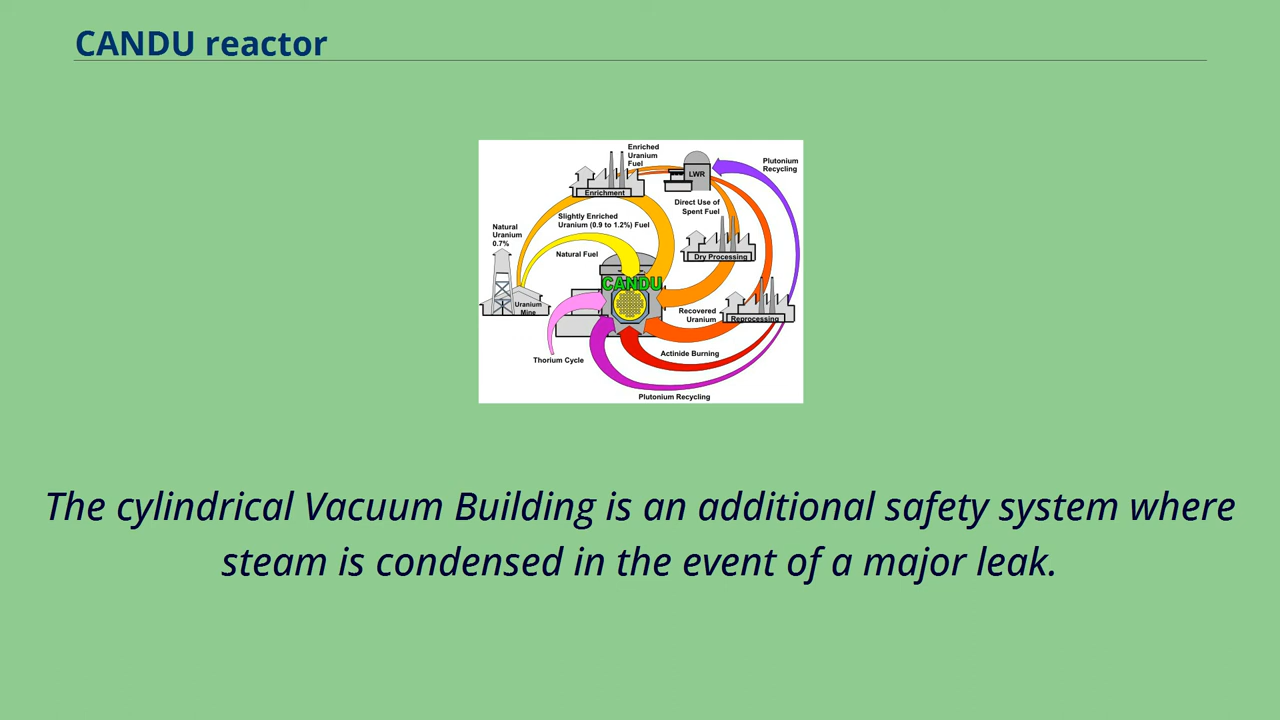 CANDU reactor
Enriched
Uranium
Fuel
LWR
Plutonium
Recycling
Enrichment
Direct Use of
Spent Fuel
Slightly Enriched
Uranium (0.9 to 1.2%) Fuel
Natural
Uranium
0.7%
Natural Fuel
Dry Processing
CANDU
Uranium
Mine
Recovered
Uranium
Reprocessing
Actinide Burning
Thorium Cycle
Plutonium Recycling
The cylindrical Vacuum Building is an additional safety system where
steam is condensed in the event of a major leak.